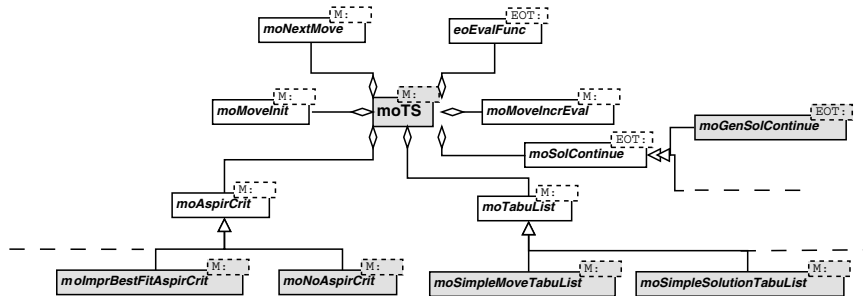 M:
moNextMove
EOT:
eoEvalFunc
M:
moMoveInit
M:
moTS
M:
moMoveIncrEval
EOT:
moGenSolContinue
EOT:
moSolContinue
M:
moAspirCrit
M:
moTabuList
M:
moImprBestFitAspirCrit
M:
moNoAspirCrit
M:
moSimpleMoveTabuList
M:
moSimpleSolutionTabuList